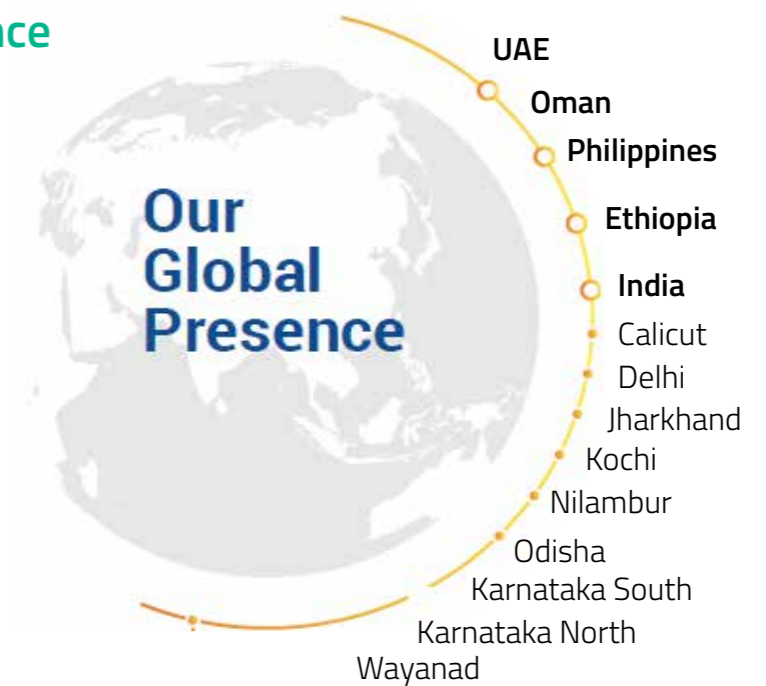 nce
UAE
Oman
Philippines
Ethiopia
India
Calicut
Delhi
Jharkhand
Kochi
Nilambur
Odisha
Karnataka South
Karnataka North
Wayanad
Our
Global
Presence